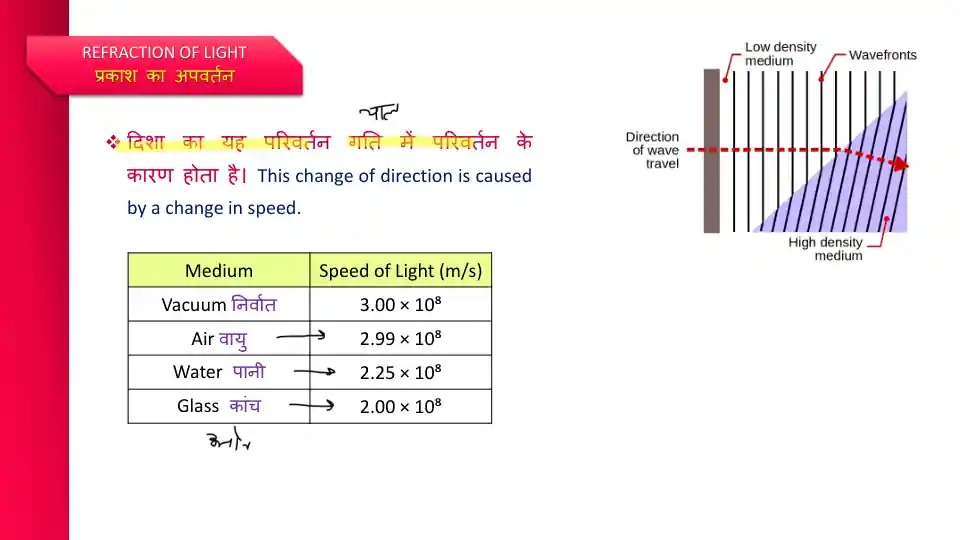 REFRACTION OF LIGHT
प्रकाश का अपवर्तन
चाल
❖ दिशा का यह परिवर्तन गति में परिवर्तन के
कारण होता है। This change of direction is caused
by a change in speed.
Medium Speed of Light (m/s)
Vacuum निर्वात 3.00 × 10⁸
Air वायु 2.99 × 10⁸
Water पानी 2.25 × 10⁸
Glass कांच 2.00 × 10⁸
Low density
medium
Wavefronts
Direction
of wave
travel
High density
medium